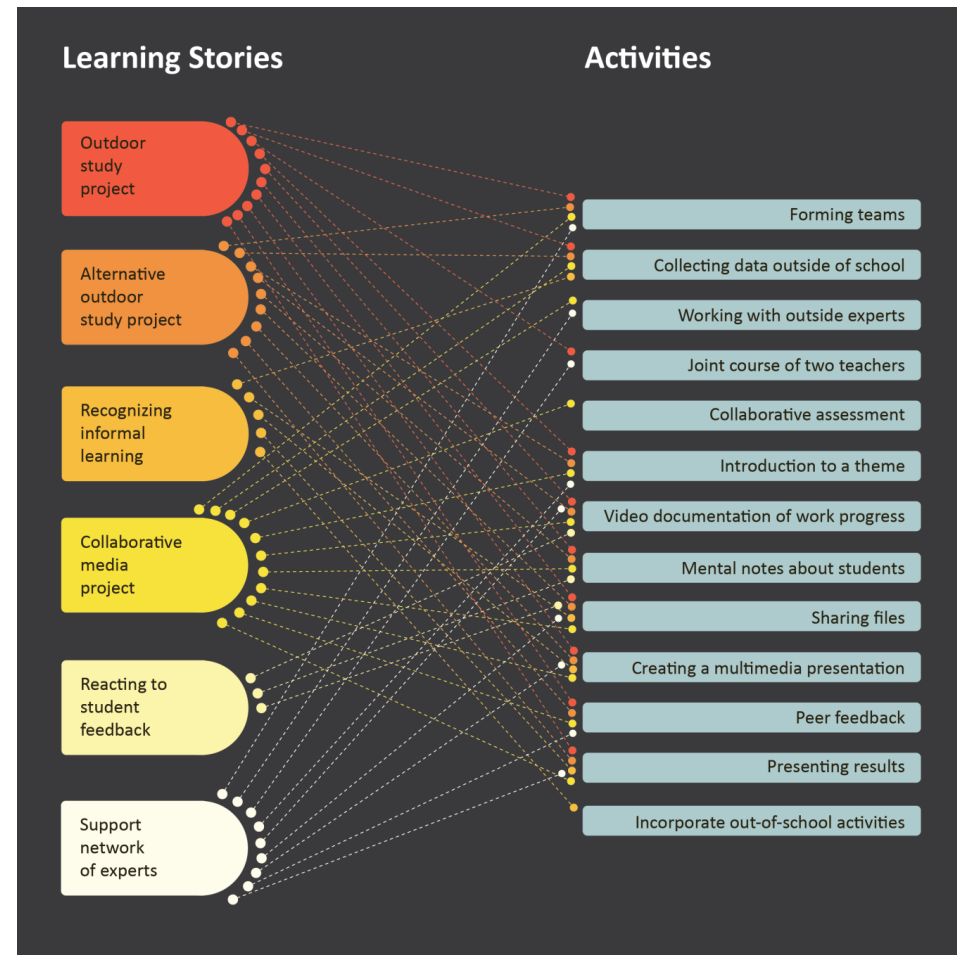 Learning Stories
Activities
Outdoor
study
project
Alternative
outdoor
study project
Recognizing
informal
learning
Collaborative
media
project
Reacting to
student
feedback
Support
network
of experts
Forming teams
Collecting data outside of school
Working with outside experts
Joint course of two teachers
Collaborative assessment
Introduction to a theme
Video documentation of work progress
Mental notes about students
Sharing files
Creating a multimedia presentation
Peer feedback
Presenting results
Incorporate out-of-school activities